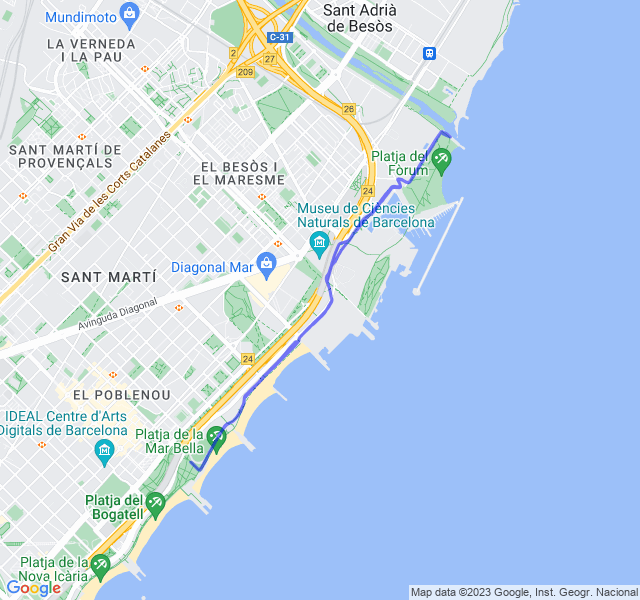 Mundimoto
Sant Adrià
de Besòs
LA VERNEDA
I LA PAU
C-31
2
27
209
26
SANT MARTÍ DE
PROVENÇALS
Gran Via de les Corts Catalanes
EL BESÒS I
EL MARESME
Platja del
Fòrum
24
Museu de Ciències
Naturals de Barcelona
Diagonal Mar
SANT MARTÍ
Avinguda Diagonal
24
EL POBLENOU
IDEAL Centre d'Arts
Digitals de Barcelona
Platja de la
Mar Bella
Platja del
Bogatell
Platja de la
Nova Icària
Google
Map data ©2023 Google, Inst. Geogr. Nacional